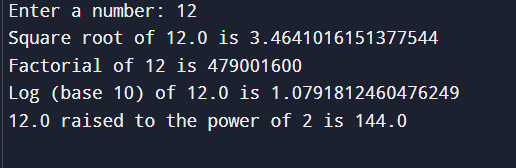 Enter a number: 12
Square root of 12.0 is 3.4641016151377544
Factorial of 12 is 479001600
Log (base 10) of 12.0 is 1.0791812460476249
12.0 raised to the power of 2 is 144.0